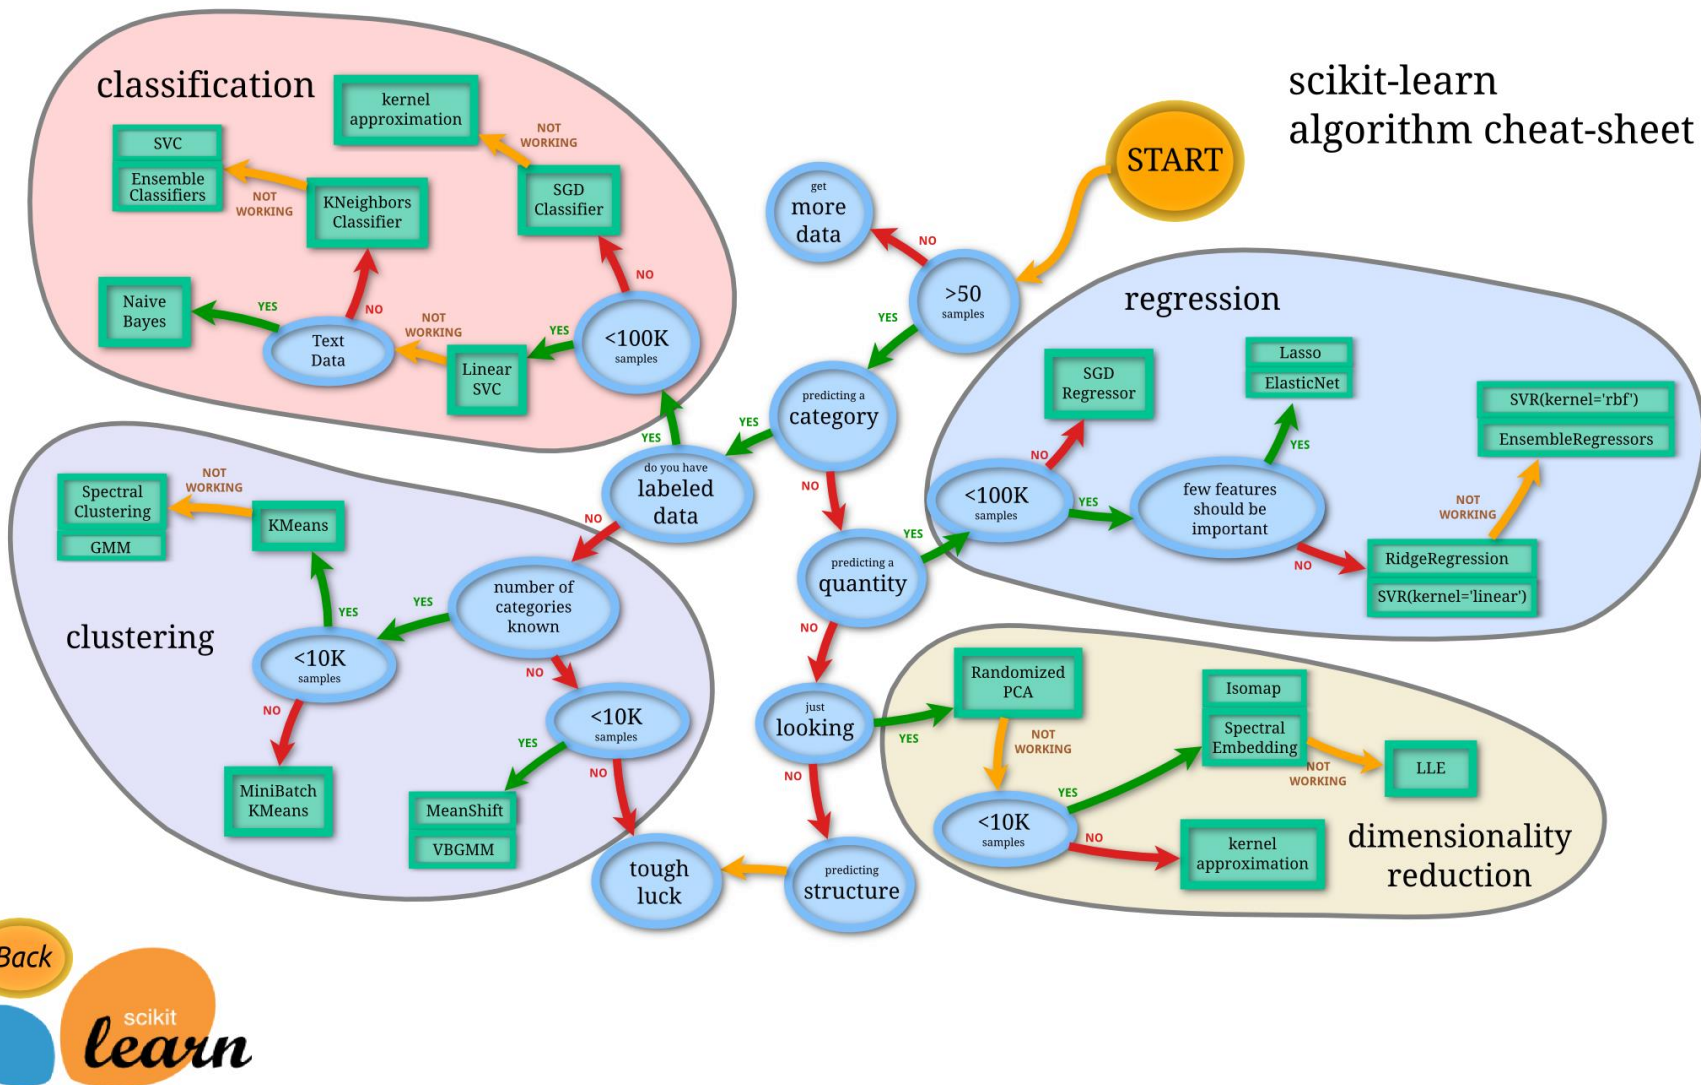 scikit-learn
algorithm cheat-sheet
START
get
more
data
NO
>50
samples
YES
predicting a
category
YES
NO
do you have
labeled
data
YES
NO
predicting a
quantity
YES
NO
just
looking
YES
NO
predicting
structure
tough
luck
classification
kernel
approximation
NOT
WORKING
SGD
Classifier
NO
<100K
samples
YES
Linear
SVC
NOT
WORKING
Text
Data
YES
Naive
Bayes
NO
KNeighbors
Classifier
NOT
WORKING
SVC
Ensemble
Classifiers
regression
<100K
samples
NO
SGD
Regressor
YES
few features
should be
important
YES
Lasso
ElasticNet
NO
RidgeRegression
SVR(kernel='linear')
NOT
WORKING
SVR(kernel='rbf')
EnsembleRegressors
clustering
number of
categories
known
YES
<10K
samples
YES
KMeans
NOT
WORKING
Spectral
Clustering
GMM
NO
MiniBatch
KMeans
NO
<10K
samples
YES
MeanShift
VBGMM
NO
dimensionality
reduction
Randomized
PCA
NOT
WORKING
<10K
samples
YES
Isomap
Spectral
Embedding
NOT
WORKING
LLE
NO
kernel
approximation
Back
scikit
learn